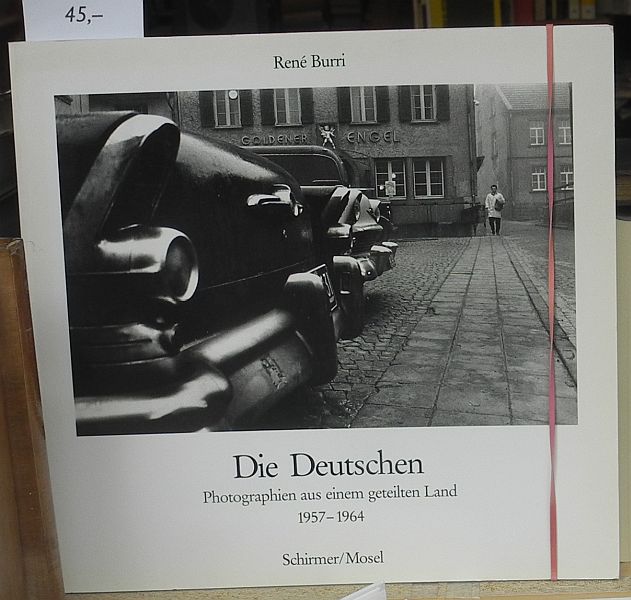 45,–
René Burri
GOLDENER ENGEL
Die Deutschen
Photographien aus einem geteilten Land
1957–1964
Schirmer/Mosel